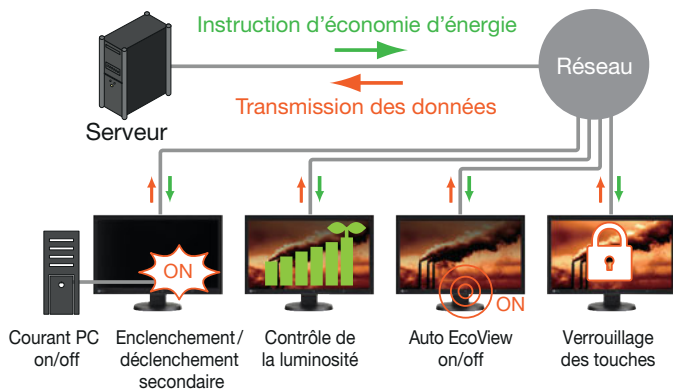 Instruction d'économie d'énergie
Réseau
Transmission des données
Serveur
ON
ON
Courant PC
on/off
Enclenchement/
déclenchement
secondaire
Contrôle de
la luminosité
Auto EcoView
on/off
Verrouillage
des touches